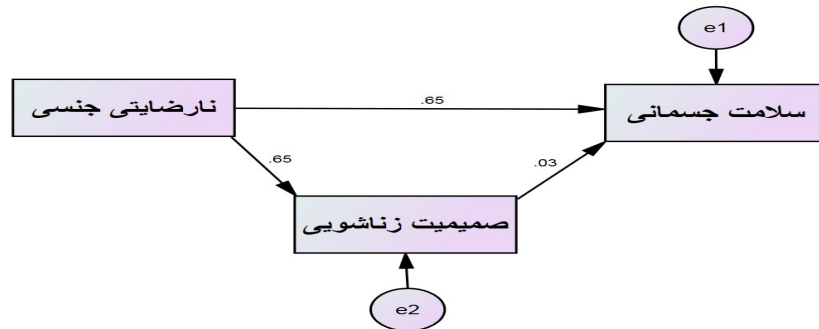 e1
نارضایتی جنسی
.65
سلامت جسمانی
.65
.03
صمیمیت زناشویی
e2